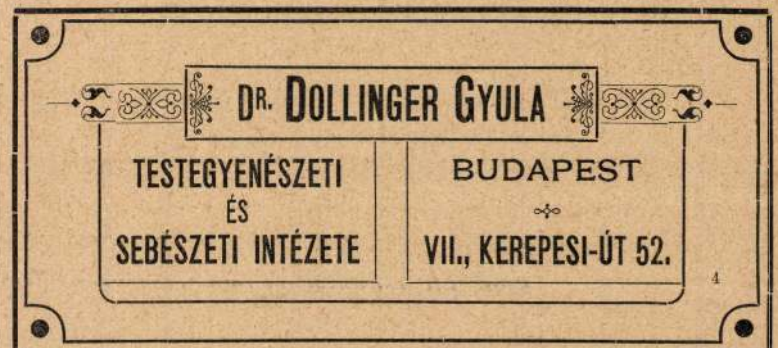 DR. DOLLINGER GYULA
TESTEGYENÉSZETI
ÉS
SEBÉSZETI INTÉZETE
BUDAPEST
VII., KEREPESI-ÚT 52.
4